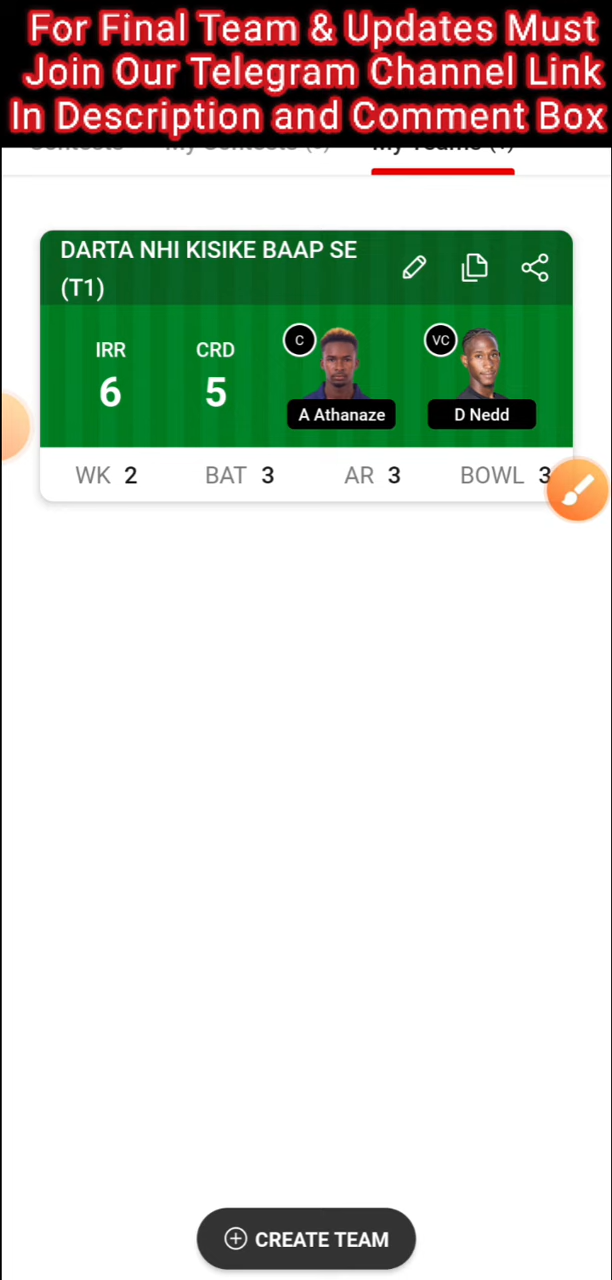 For Final Team & Updates Must
Join Our Telegram Channel Link
In Description and Comment Box
My Teams
DARTA NHI KISIKE BAAP SE
(T1)
IRR
6
CRD
5
C
A Athanaze
VC
D Nedd
WK 2
BAT 3
AR 3
BOWL 3
CREATE TEAM